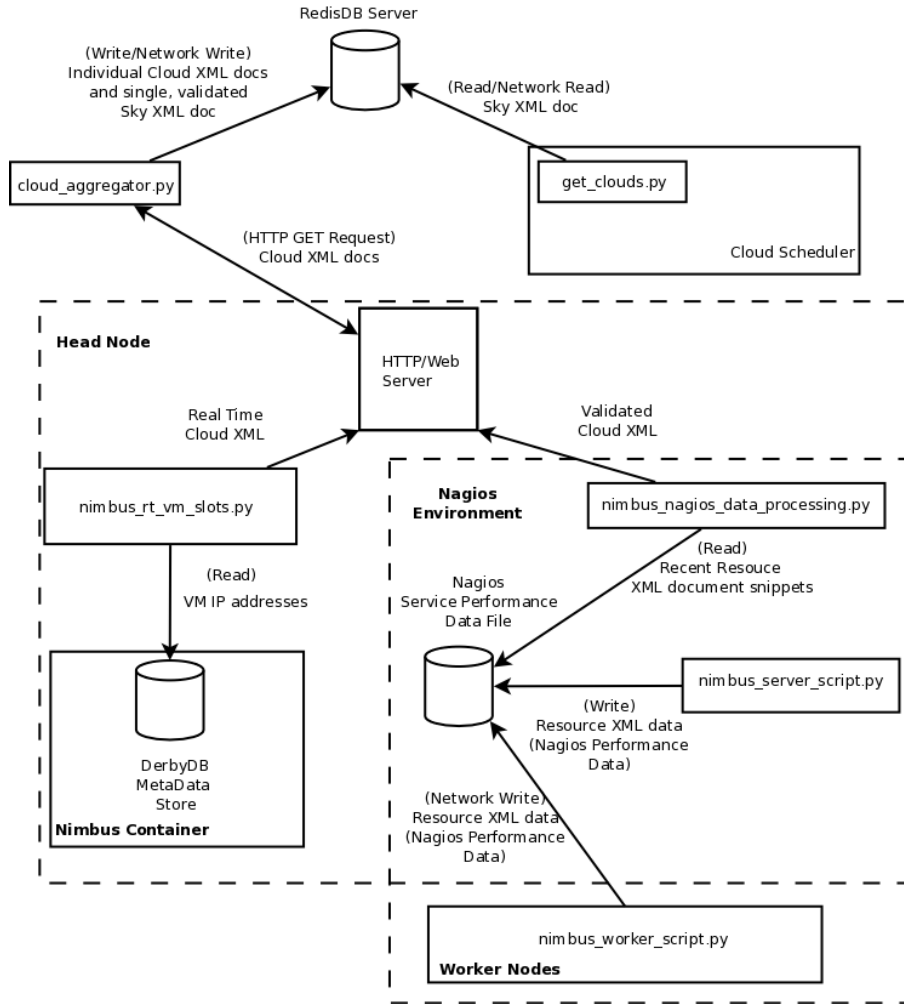 RedisDB Server
(Write/Network Write)
Individual Cloud XML docs
and single, validated
Sky XML doc
(Read/Network Read)
Sky XML doc
cloud_aggregator.py
get_clouds.py
Cloud Scheduler
(HTTP GET Request)
Cloud XML docs
Head Node
HTTP/Web
Server
Real Time
Cloud XML
Validated
Cloud XML
nimbus_rt_vm_slots.py
Nagios
Environment
nimbus_nagios_data_processing.py
(Read)
VM IP addresses
(Read)
Recent Resouce
XML document snippets
Nagios
Service Performance
Data File
nimbus_server_script.py
(Write)
Resource XML data
(Nagios Performance
Data)
DerbyDB
MetaData
Store
Nimbus Container
(Network Write)
Resource XML data
(Nagios Performance
Data)
nimbus_worker_script.py
Worker Nodes